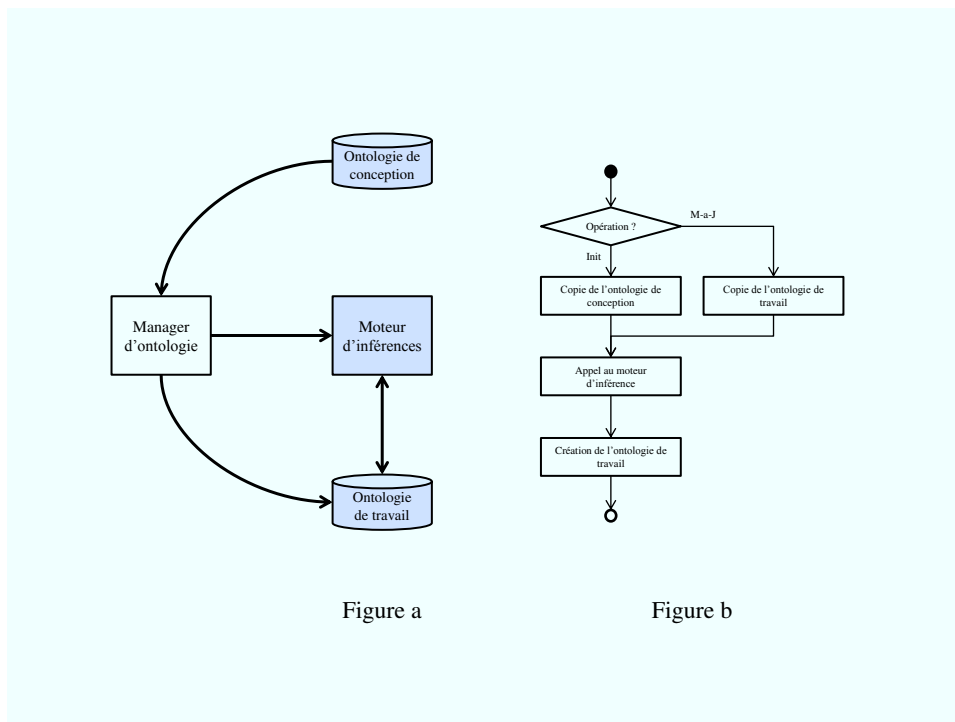 Ontologie de
conception
Manager
d’ontologie
Moteur
d’inférences
Ontologie
de travail
Figure a
Opération ?
M-a-J
Init
Copie de l’ontologie de
conception
Copie de l’ontologie de
travail
Appel au moteur
d’inférence
Création de l’ontologie de
travail
Figure b